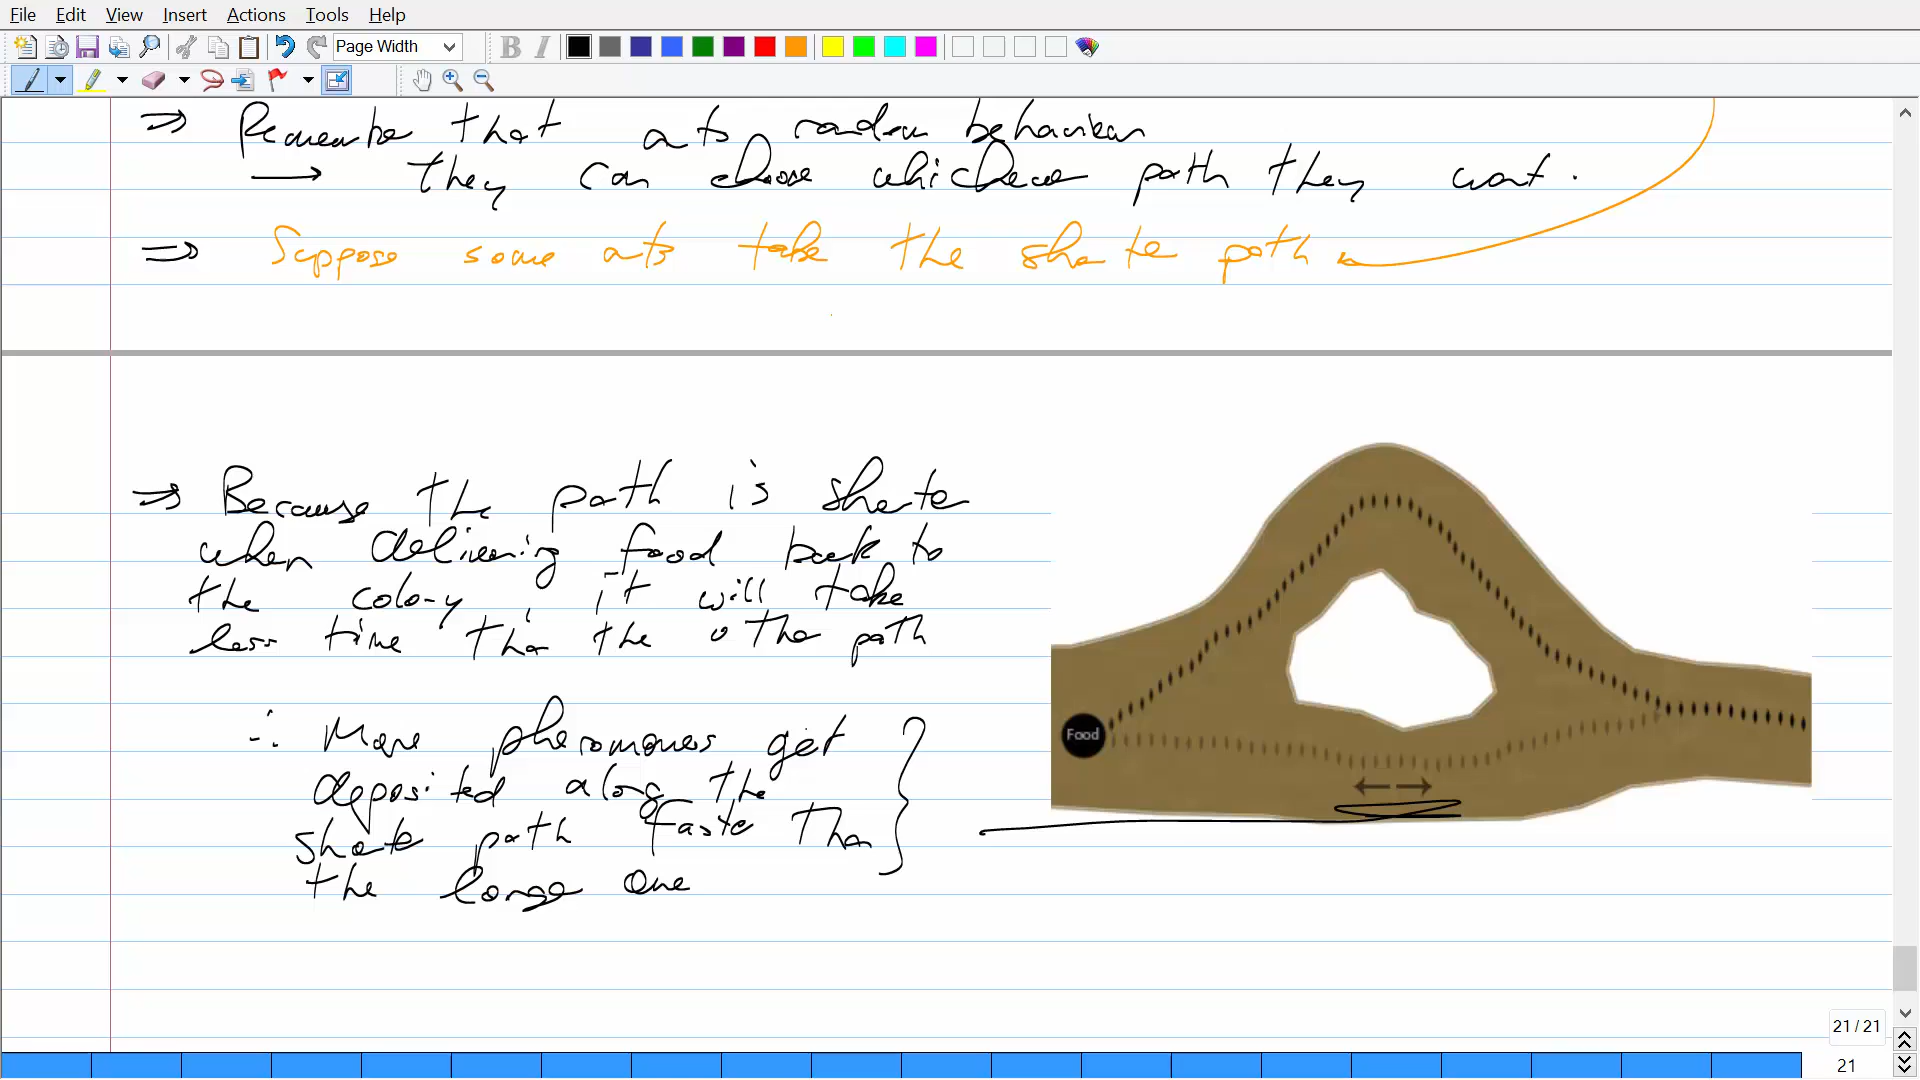 File Edit View Insert Actions Tools Help
Page Width
B I
⇒ Remember that ants random behaviour
→ they can choose whichever path they want.
⇒ Suppose some ants take the shorter path
⇒ Because the path is shorter
when delivering food back to
the colony, it will take
less time than the other path
∴ More pheromones get
deposited along the
shorter path faster than
the longer one
Food
21 / 21
21